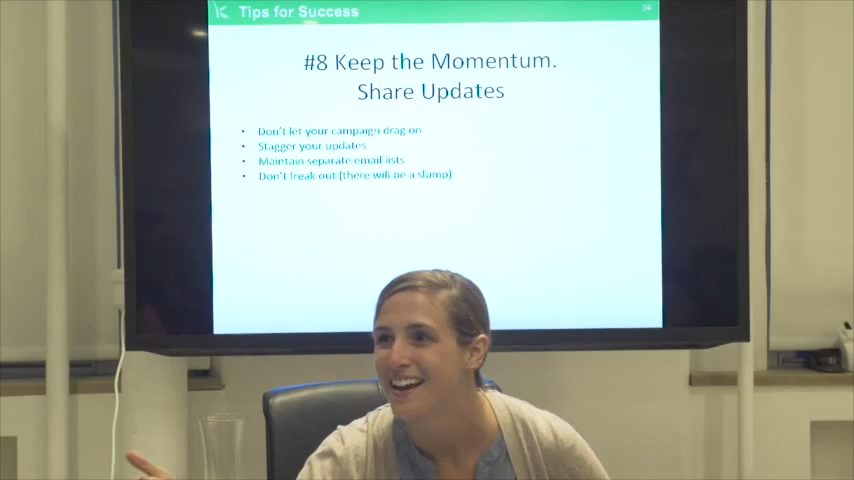 Tips for Success
34
#8 Keep the Momentum.
Share Updates
• Don't let your campaign drag on
• Stagger your updates
• Maintain separate email lists
• Don't freak out (there will be a slump)